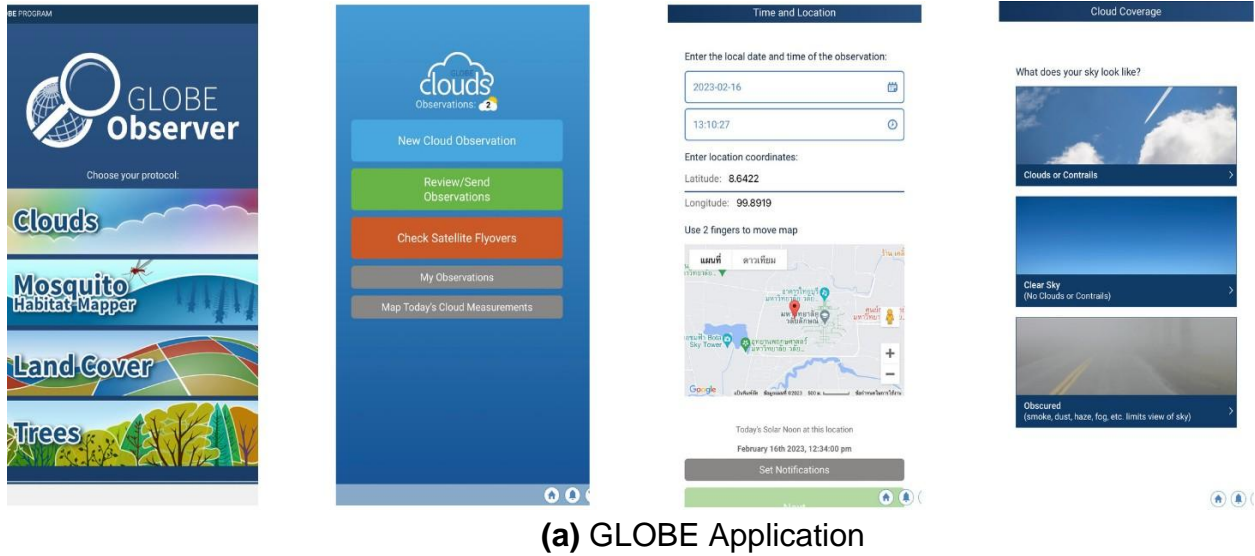 BE PROGRAM
GLOBE
Observer
Choose your protocol:
Clouds
Mosquito
Habitat Mapper
Land Cover
Trees
GLOBE
clouds
Observations: 2
New Cloud Observation
Review/Send
Observations
Check Satellite Flyovers
My Observations
Map Today's Cloud Measurements
Time and Location
Enter the local date and time of the observation:
2023-02-16
13:10:27
Enter location coordinates:
Latitude: 8.6422
Longitude: 99.8919
Use 2 fingers to move map
แผนที่ ดาวเทียม
Sky Tower
Google
Today's Solar Noon at this location
February 16th 2023, 12:34:00 pm
Set Notifications
Next
Cloud Coverage
What does your sky look like?
Clouds or Contrails
Clear Sky
(No Clouds or Contrails)
Obscured
(smoke, dust, haze, fog, etc. limits view of sky)
(a) GLOBE Application